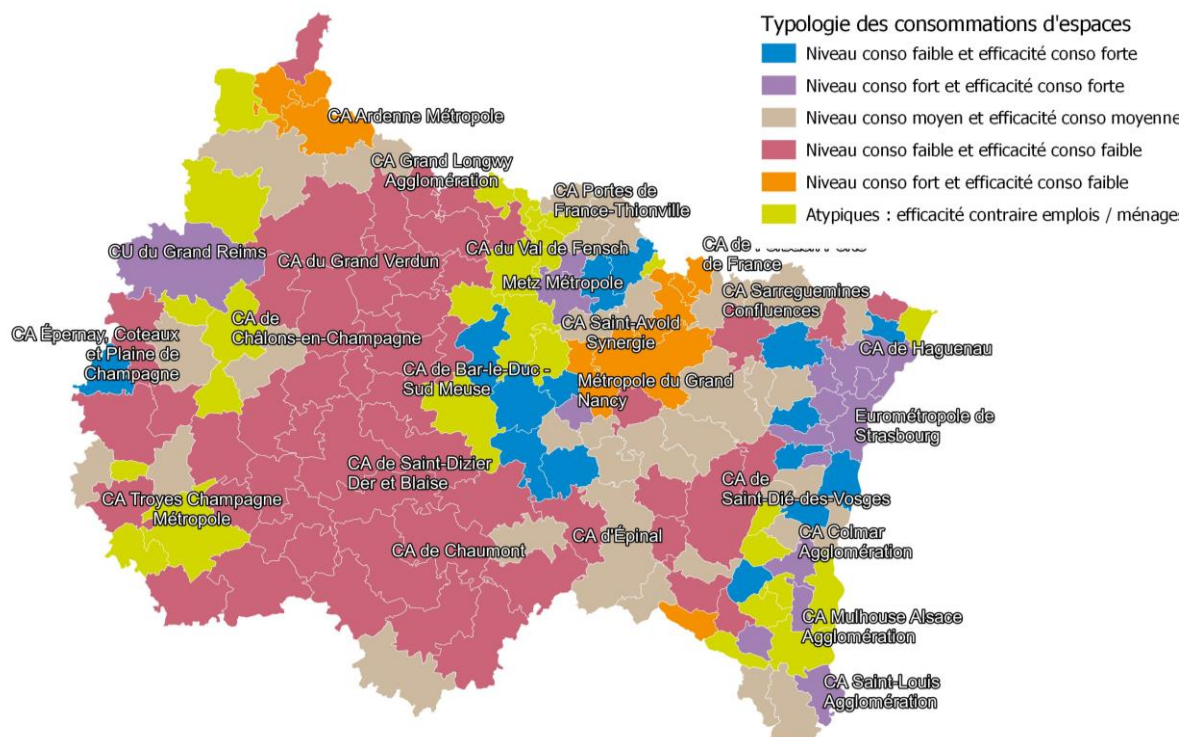 Typologie des consommations d'espaces
Niveau conso faible et efficacité conso forte
Niveau conso fort et efficacité conso forte
Niveau conso moyen et efficacité conso moyenne
Niveau conso faible et efficacité conso faible
Niveau conso fort et efficacité conso faible
Atypiques : efficacité contraire emplois / ménages
CA Ardenne Métropole
CA Grand Longwy
Agglomération
CA Portes de
France-Thionville
CU du Grand Reims
CA du Grand Verdun
CA du Val de Fensch
Metz Métropole
CA de
de France
CA Sarreguemines
Confluences
CA Épernay, Coteaux
et Plaine de
Champagne
CA de
Châlons-en-Champagne
CA Saint-Avold
Synergie
CA de Haguenau
CA de Bar-le-Duc -
Sud Meuse
Métropole du Grand
Nancy
Eurométropole de
Strasbourg
CA de Saint-Dizier
Der et Blaise
CA de
Saint-Dié-des-Vosges
CA Troyes Champagne
Métropole
CA de Chaumont
CA d'Épinal
CA Colmar
Agglomération
CA Mulhouse Alsace
Agglomération
CA Saint-Louis
Agglomération